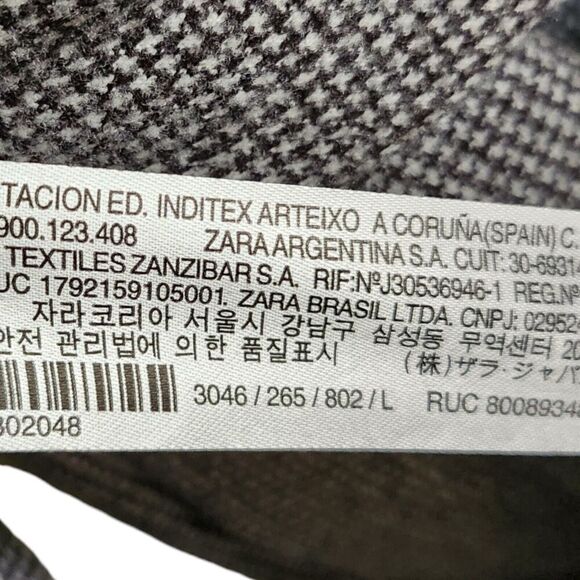 TACION ED. INDITEX ARTEIXO A CORUÑA(SPAIN) C.
900.123.408 ZARA ARGENTINA S.A. CUIT: 30-6931
TEXTILES ZANZIBAR S.A. RIF:NºJ30536946-1 REG.Nº
UC 1792159105001. ZARA BRASIL LTDA. CNPJ: 02952
자라코리아 서울시 강남구 삼성동 무역센터 20
안전 관리법에 의한 품질표시 (株)ザラ・ジャパ
3046 / 265 / 802 / L RUC 80089348
302048